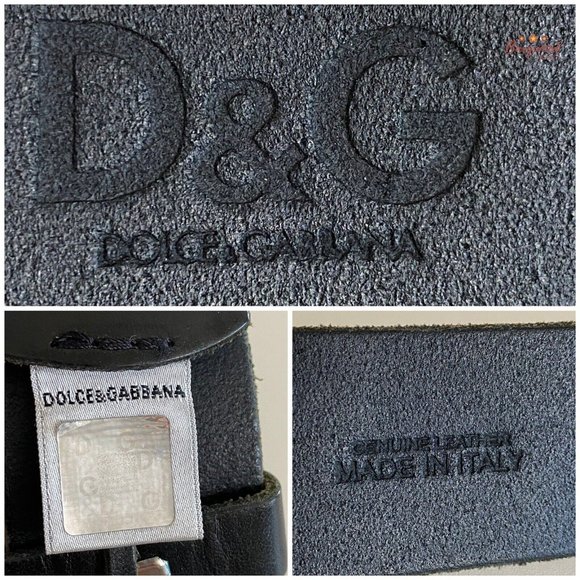 D&G
DOLCE&GABBANA
DOLCE&GABBANA
D&G
GENUINE LEATHER
MADE IN ITALY